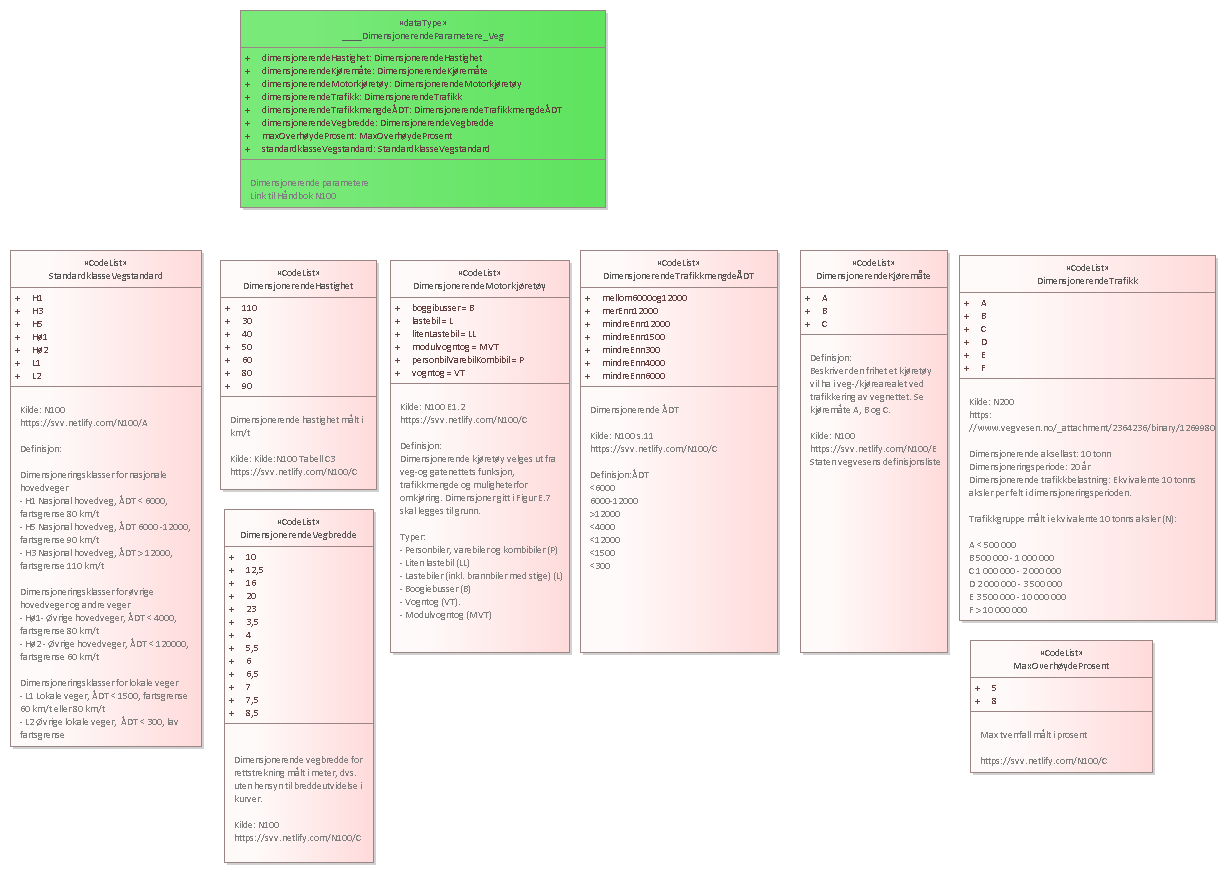 «dataType»
____DimensjonerendeParametere_Veg
+ dimensjonerendeHastighet: DimensjonerendeHastighet
+ dimensjonerendeKjøremåte: DimensjonerendeKjøremåte
+ dimensjonerendeMotorkjøretøy: DimensjonerendeMotorkjøretøy
+ dimensjonerendeTrafikk: DimensjonerendeTrafikk
+ dimensjonerendeTrafikkmengdeÅDT: DimensjonerendeTrafikkmengdeÅDT
+ dimensjonerendeVegbredde: DimensjonerendeVegbredde
+ maxOverhøydeProsent: MaxOverhøydeProsent
+ standardklasseVegstandard: StandardklasseVegstandard
Dimensjonerende parametere
Link til Håndbok N100
«CodeList»
StandardklasseVegstandard
+ H1
+ H3
+ H5
+ Hø1
+ Hø2
+ L1
+ L2
Kilde: N100
https://svv.netlify.com/N100/A
Definisjon:
Dimensjoneringsklasser for nasjonale
hovedveger
- H1 Nasjonal hovedveg, ÅDT < 6000,
fartsgrense 80 km/t
- H5 Nasjonal hovedveg, ÅDT 6000 -12000,
fartsgrense 90 km/t
- H3 Nasjonal hovedveg, ÅDT > 12000,
fartsgrense 110 km/t
Dimensjoneringsklasser for øvrige
hovedveger og andre veger
- Hø1- Øvrige hovedveger, ÅDT < 4000,
fartsgrense 80 km/t
- Hø2 - Øvrige hovedveger, ÅDT < 120000,
fartsgrense 60 km/t
Dimensjoneringsklasser for lokale veger
- L1 Lokale veger, ÅDT < 1500, fartsgrense
60 km/t eller 80 km/t
- L2 Øvrige lokale veger, ÅDT < 300, lav
fartsgrense
«CodeList»
DimensjonerendeHastighet
+ 110
+ 30
+ 40
+ 50
+ 60
+ 80
+ 90
Dimensjonerende hastighet målt i
km/t
Kilde: Kilde: N100 Tabell C3
https://svv.netlify.com/N100/C
«CodeList»
DimensjonerendeVegbredde
+ 10
+ 12,5
+ 16
+ 20
+ 23
+ 3,5
+ 4
+ 5,5
+ 6
+ 6,5
+ 7
+ 7,5
+ 8,5
Dimensjonerende vegbredde for
rettstrekning målt i meter, dvs.
uten hensyn til breddeutvidelse i
kurver.
Kilde: N100
https://svv.netlify.com/N100/C
«CodeList»
DimensjonerendeMotorkjøretøy
+ boggibusser = B
+ lastebil = L
+ litenLastebil = LL
+ modulvogntog = MVT
+ personbilVarebilKombibil = P
+ vogntog = VT
Kilde: N100 E1.2
https://svv.netlify.com/N100/C
Definisjon:
Dimensjonerende kjøretøy velges ut fra
veg- og gatenettets funksjon,
trafikkmengde og muligheter for
omkjøring. Dimensjoner gitt i Figur E.7
skal legges til grunn.
Typer:
- Personbiler, varebiler og kombibiler (P)
- Liten lastebil (LL)
- Lastebiler (inkl. brannbiler med stige) (L)
- Boogiebusser (B)
- Vogntog (VT).
- Modulvogntog (MVT)
«CodeList»
DimensjonerendeTrafikkmengdeÅDT
+ mellom6000og12000
+ merEnn12000
+ mindreEnn12000
+ mindreEnn1500
+ mindreEnn300
+ mindreEnn4000
+ mindreEnn6000
Dimensjonerende ÅDT
Kilde: N100 s.11
https://svv.netlify.com/N100/C
Definisjon:ÅDT
<6000
6000-12000
>12000
<4000
<12000
<1500
<300
«CodeList»
DimensjonerendeKjøremåte
+ A
+ B
+ C
Definisjon:
Beskriver den frihet et kjøretøy
vil ha i veg-/kjørearealet ved
trafikkering av vegnettet. Se
kjøremåte A, B og C.
Kilde: N100
https://svv.netlify.com/N100/E
Staten vegvesens definisjonsliste
«CodeList»
DimensjonerendeTrafikk
+ A
+ B
+ C
+ D
+ E
+ F
Kilde: N200
https:
//www.vegvesen.no/_attachment/2364236/binary/1269980
Dimensjonerende aksellast: 10 tonn
Dimensjoneringsperiode: 20 år
Dimensjonerende trafikkbelastning: Ekvivalente 10 tonns
aksler per felt i dimensjoneringsperioden.
Trafikkgruppe målt i ekvivalente 10 tonns aksler (N):
A < 500 000
B 500 000 - 1 000 000
C 1 000 000 - 2 000 000
D 2 000 000 - 3 500 000
E 3 500 000 - 10 000 000
F > 10 000 000
«CodeList»
MaxOverhøydeProsent
+ 5
+ 8
Max tverrfall målt i prosent
https://svv.netlify.com/N100/C